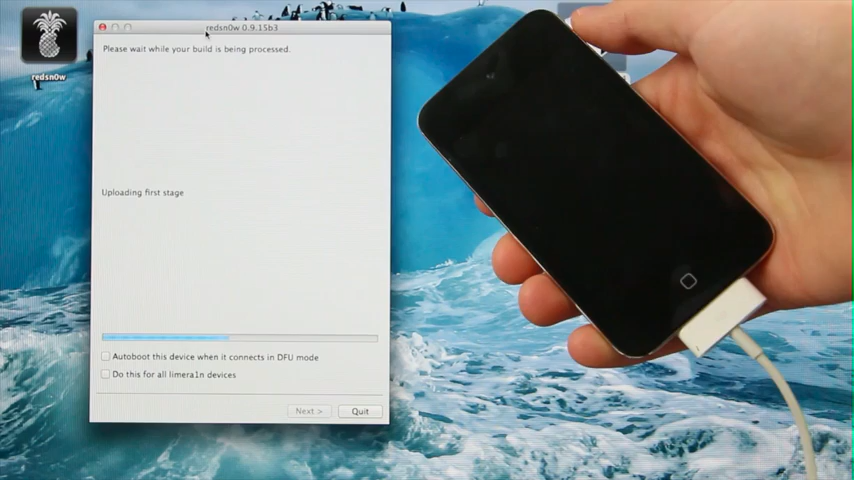 redsn0w 0.9.15b3
redsn0w
Please wait while your build is being processed.
Uploading first stage
Autoboot this device when it connects in DFU mode
Do this for all limera1n devices
Next >
Quit